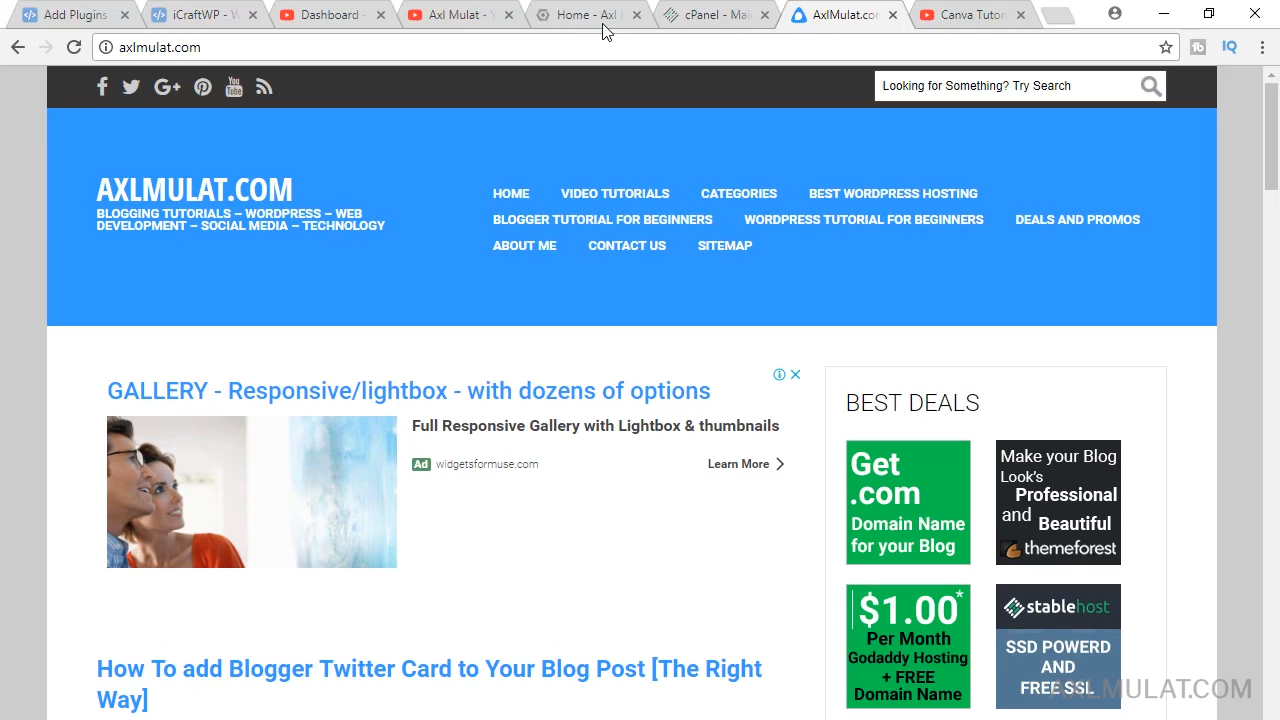 Add Plugins
iCraftWP - W
Dashboard -
Axl Mulat - Y
Home - Axl
cPanel - Mai
AxlMulat.co
Canva Tutor
axlmulat.com
Looking for Something? Try Search
AXLMULAT.COM
BLOGGING TUTORIALS – WORDPRESS – WEB
DEVELOPMENT – SOCIAL MEDIA – TECHNOLOGY
HOME VIDEO TUTORIALS CATEGORIES BEST WORDPRESS HOSTING
BLOGGER TUTORIAL FOR BEGINNERS WORDPRESS TUTORIAL FOR BEGINNERS DEALS AND PROMOS
ABOUT ME CONTACT US SITEMAP
GALLERY - Responsive/lightbox - with dozens of options
Full Responsive Gallery with Lightbox & thumbnails
Ad widgetsformuse.com
Learn More
How To add Blogger Twitter Card to Your Blog Post [The Right
Way]
BEST DEALS
Get
.com
Domain Name
for your Blog
Make your Blog
Look's
Professional
and
Beautiful
themeforest
$1.00*
Per Month
Godaddy Hosting
+ FREE
Domain Name
stablehost
SSD POWERD
AND
FREE SSL
AXLMULAT.COM